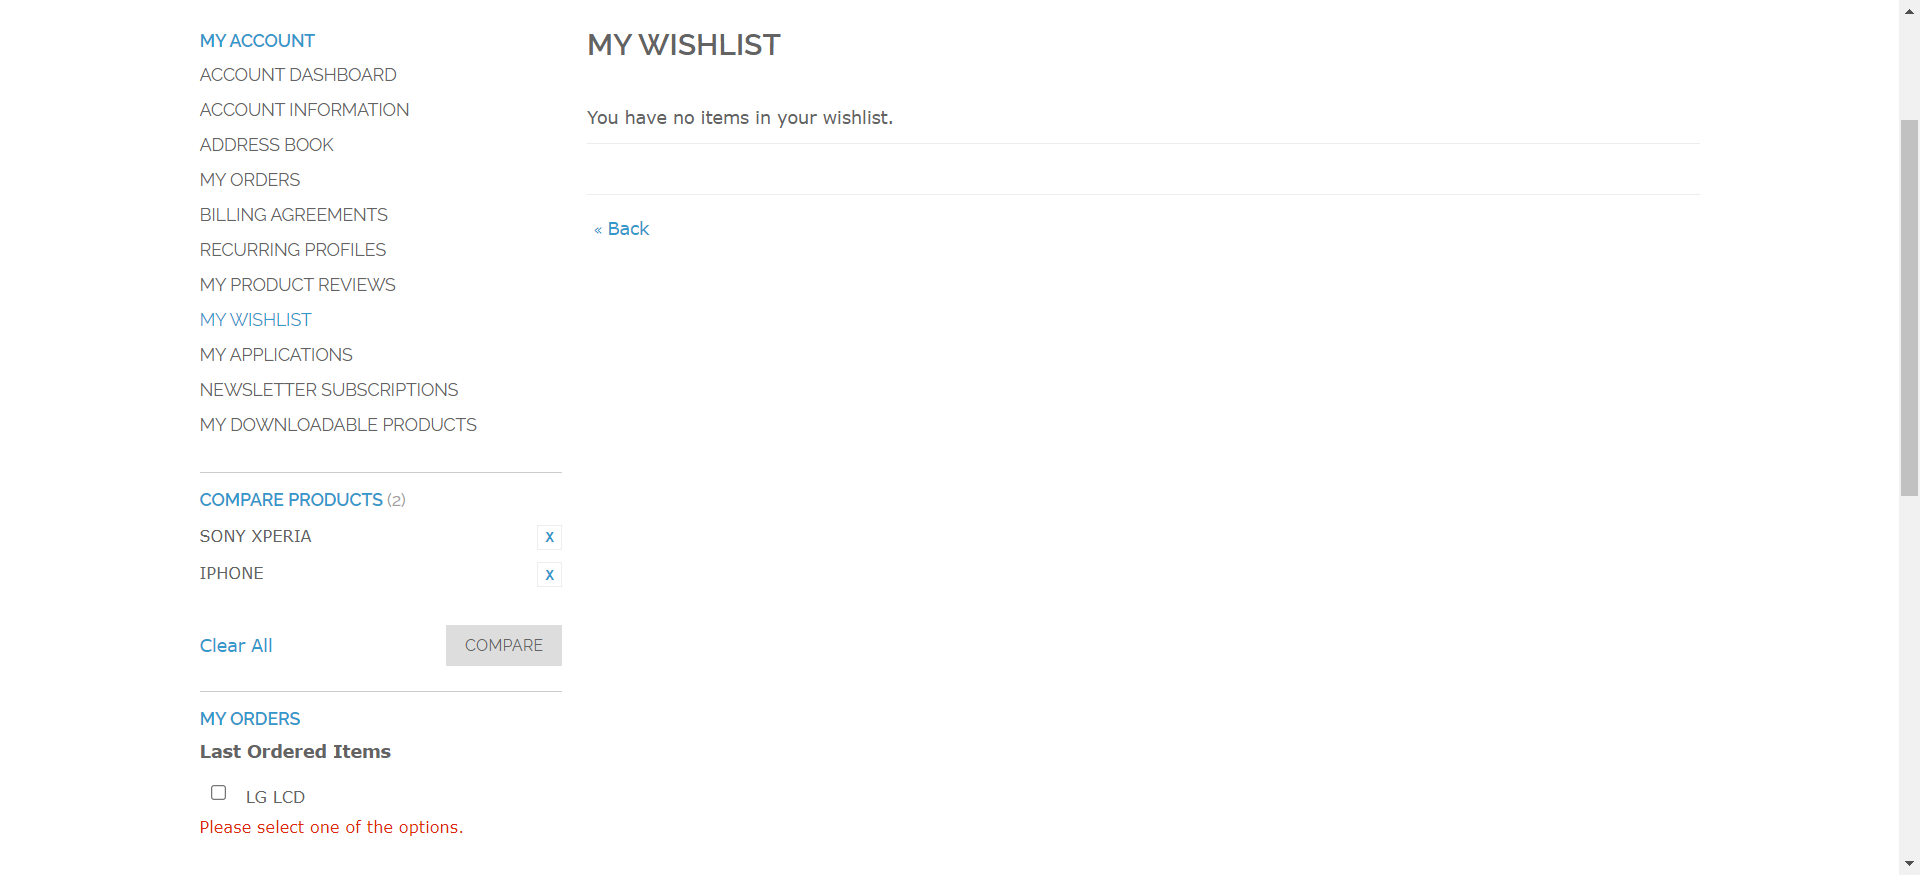 MY ACCOUNT
ACCOUNT DASHBOARD
ACCOUNT INFORMATION
ADDRESS BOOK
MY ORDERS
BILLING AGREEMENTS
RECURRING PROFILES
MY PRODUCT REVIEWS
MY WISHLIST
MY APPLICATIONS
NEWSLETTER SUBSCRIPTIONS
MY DOWNLOADABLE PRODUCTS
COMPARE PRODUCTS (2)
SONY XPERIA X
IPHONE X
Clear All COMPARE
MY ORDERS
Last Ordered Items
LG LCD
Please select one of the options.
MY WISHLIST
You have no items in your wishlist.
« Back